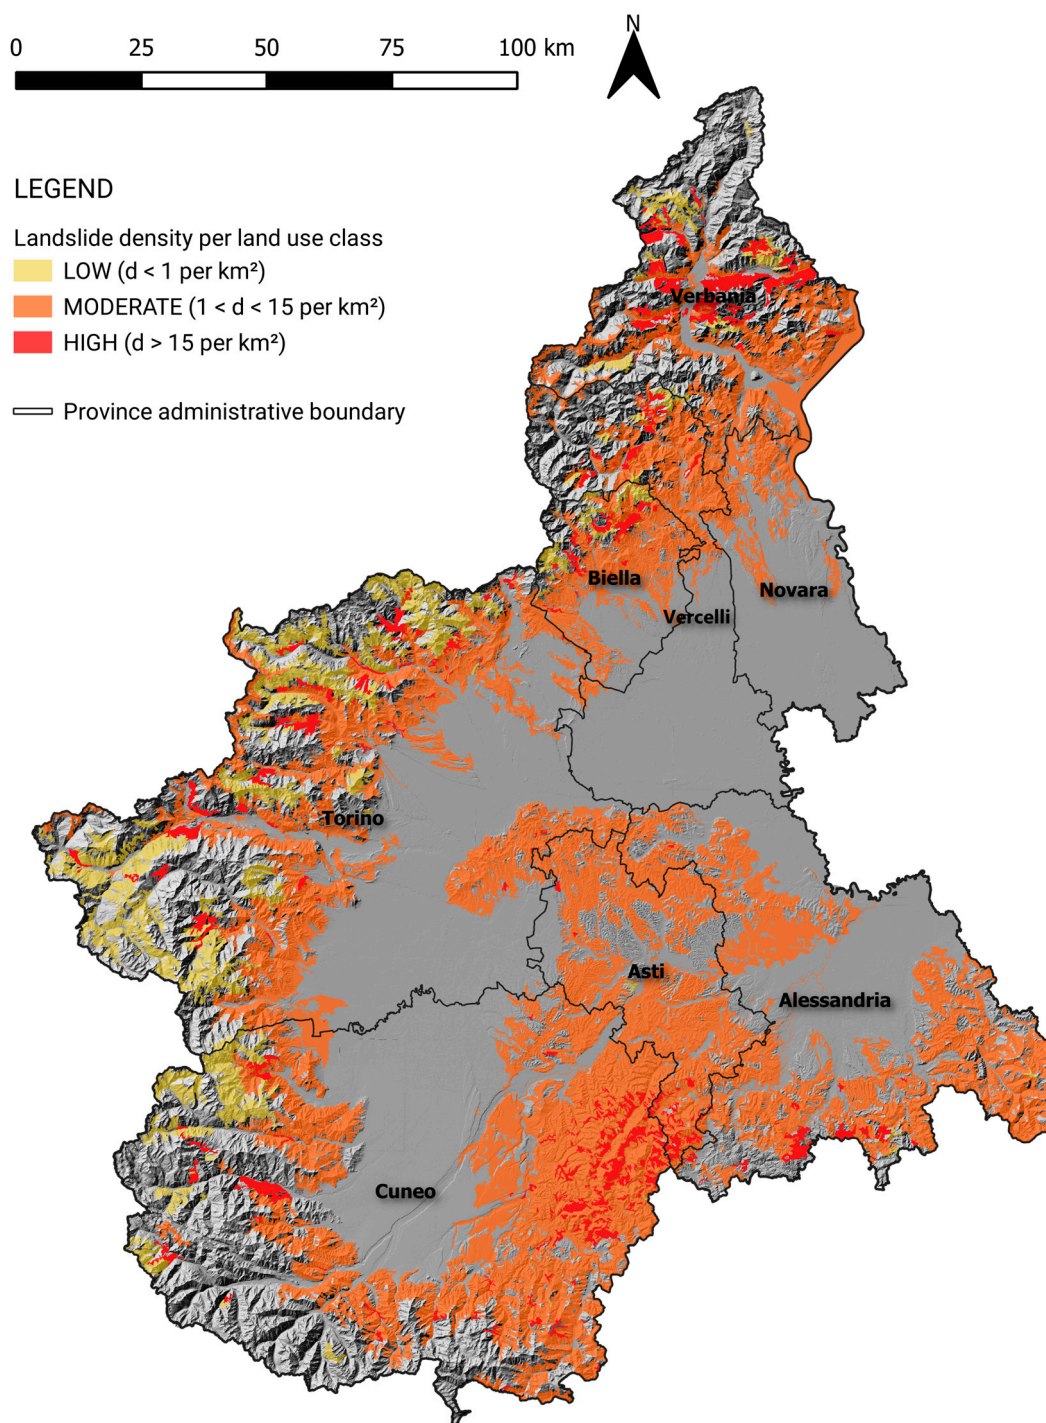 0 25 50 75 100 km
N
LEGEND
Landslide density per land use class
LOW (d < 1 per km²)
MODERATE (1 < d < 15 per km²)
HIGH (d > 15 per km²)
Province administrative boundary
Verbania
Biella
Novara
Vercelli
Torino
Asti
Alessandria
Cuneo